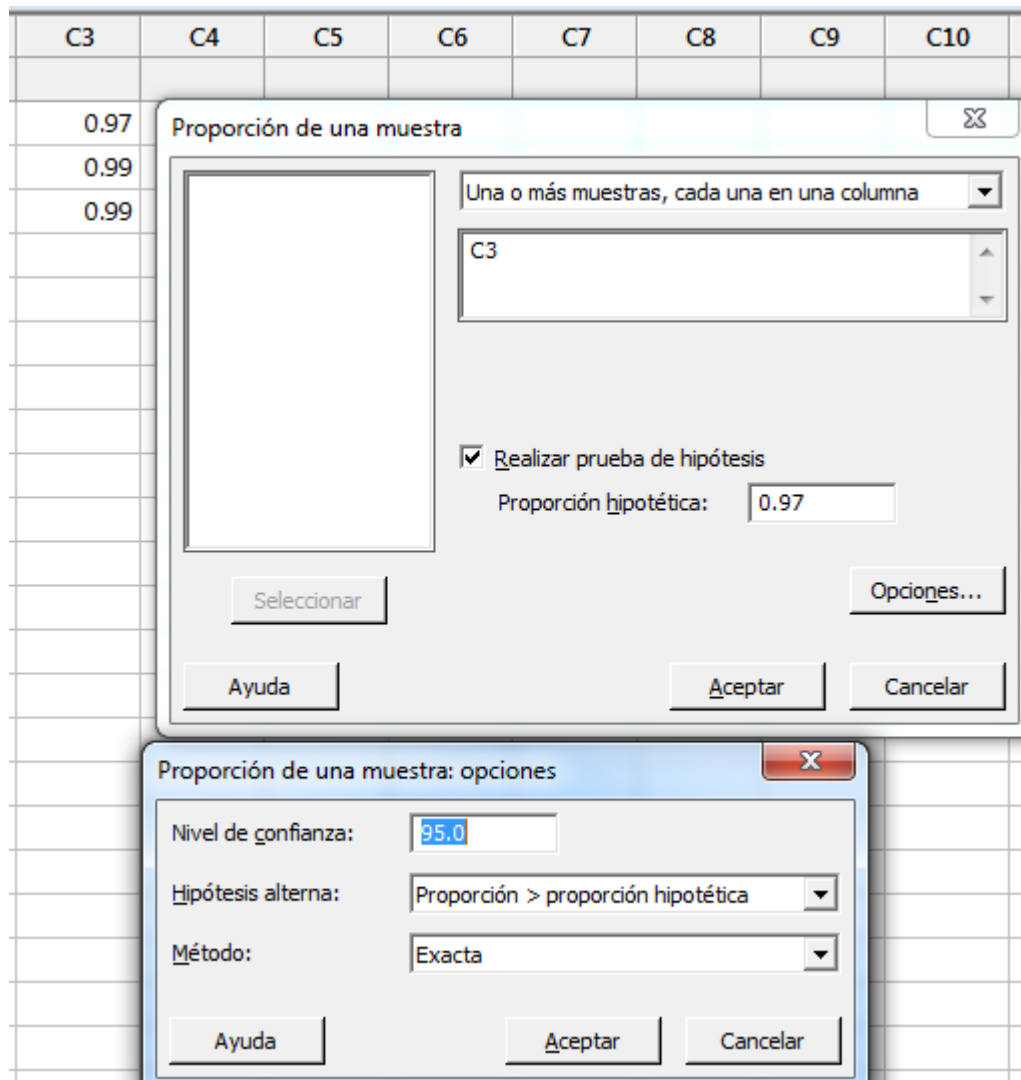 C3 C4 C5 C6 C7 C8 C9 C10
0.97
0.99
0.99
Proporción de una muestra
Una o más muestras, cada una en una columna
C3
Realizar prueba de hipótesis
Proporción hipotética: 0.97
Seleccionar
Opciones...
Ayuda
Aceptar
Cancelar
Proporción de una muestra: opciones
Nivel de confianza: 95.0
Hipótesis alterna: Proporción > proporción hipotética
Método: Exacta
Ayuda
Aceptar
Cancelar